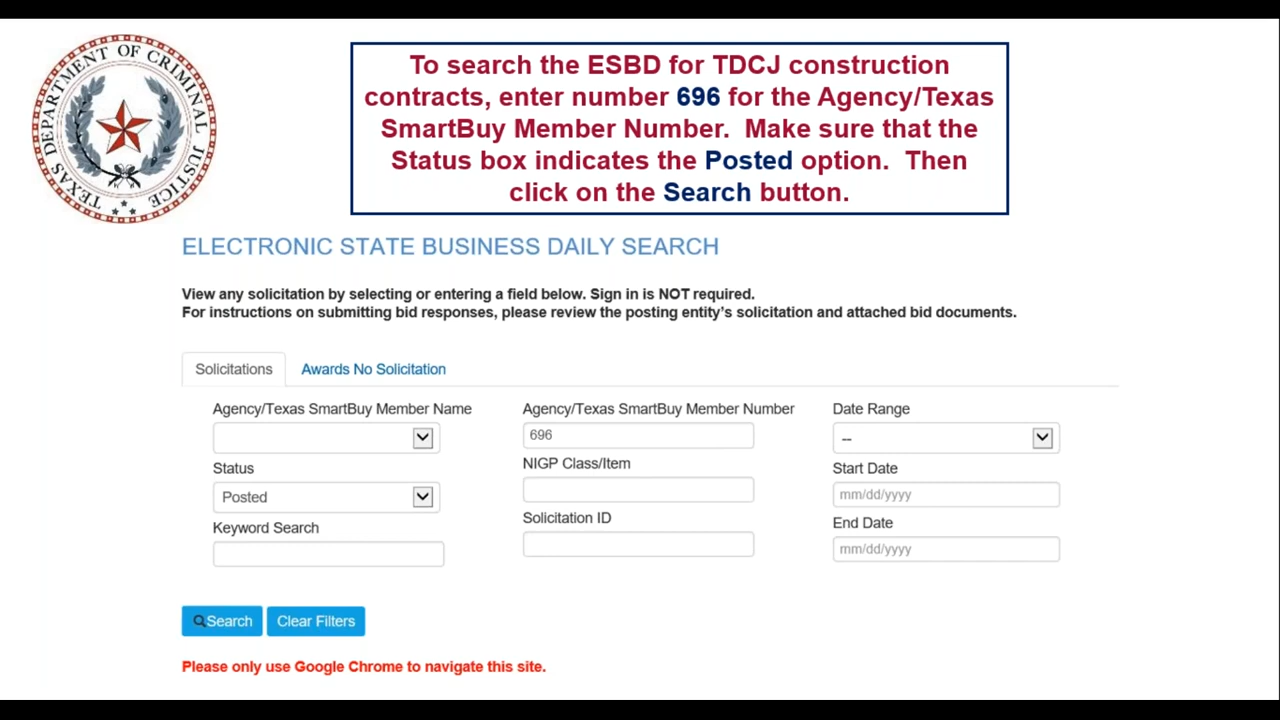 TEXAS DEPARTMENT OF CRIMINAL JUSTICE
To search the ESBD for TDCJ construction
contracts, enter number 696 for the Agency/Texas
SmartBuy Member Number. Make sure that the
Status box indicates the Posted option. Then
click on the Search button.
ELECTRONIC STATE BUSINESS DAILY SEARCH
View any solicitation by selecting or entering a field below. Sign in is NOT required.
For instructions on submitting bid responses, please review the posting entity's solicitation and attached bid documents.
Solicitations Awards No Solicitation
Agency/Texas SmartBuy Member Name Agency/Texas SmartBuy Member Number Date Range
696 --
Status NIGP Class/Item Start Date
Posted mm/dd/yyyy
Keyword Search Solicitation ID End Date
mm/dd/yyyy
Search Clear Filters
Please only use Google Chrome to navigate this site.